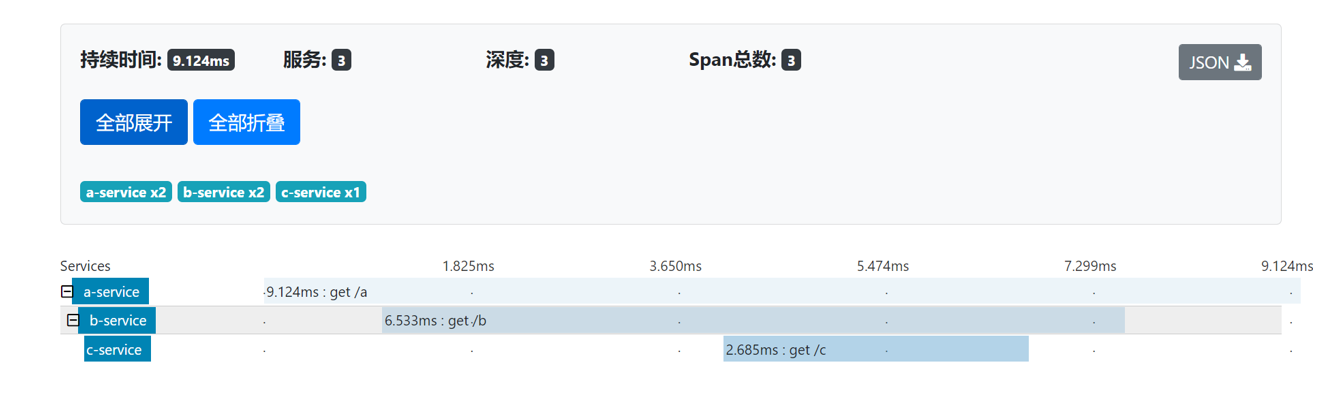 持续时间: 9.124ms 服务: 3 深度: 3 Span总数: 3 JSON
全部展开 全部折叠
a-service x2 b-service x2 c-service x1
Services 1.825ms 3.650ms 5.474ms 7.299ms 9.124ms
a-service 9.124ms : get /a
b-service 6.533ms : get /b
c-service 2.685ms : get /c